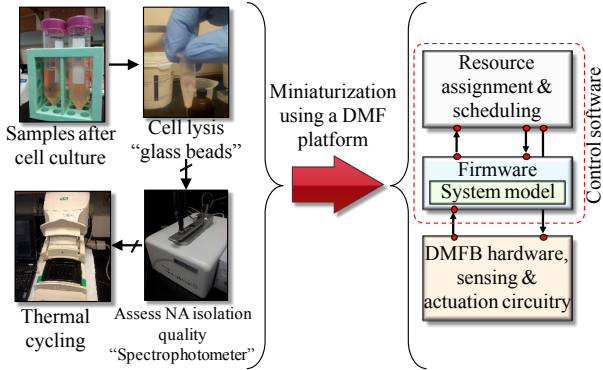 Samples after
cell culture
Cell lysis
“glass beads”
Thermal
cycling
Assess NA isolation
quality
“Spectrophotometer”
Miniaturization
using a DMF
platform
Resource
assignment &
scheduling
Firmware
System model
DMFB hardware,
sensing &
actuation circuitry
Control software